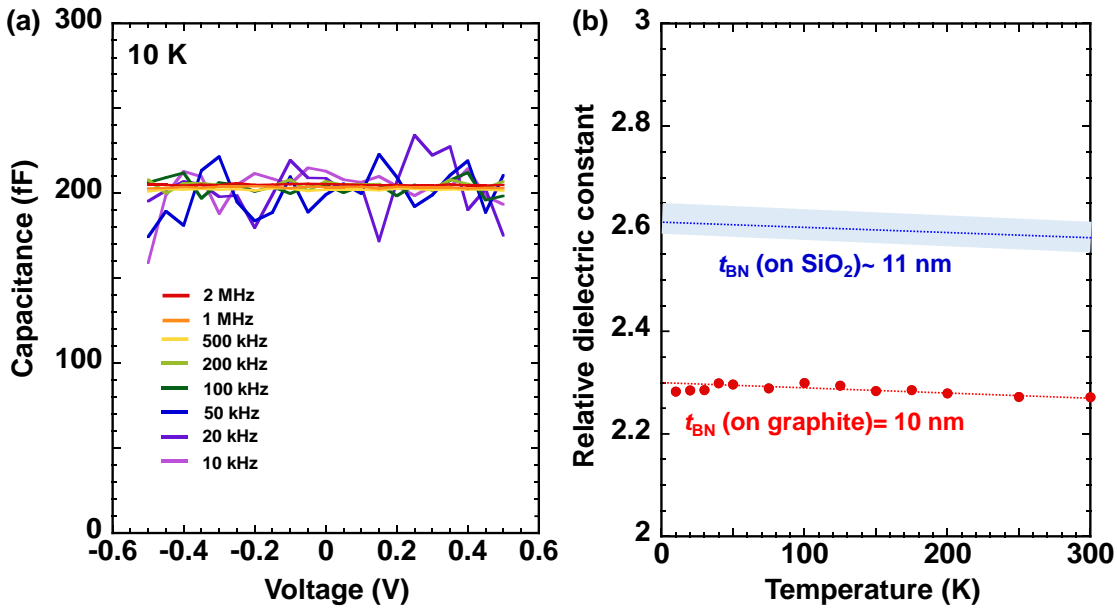 (a)
10 K
Capacitance (fF)
300
200
100
0
2 MHz
1 MHz
500 kHz
200 kHz
100 kHz
50 kHz
20 kHz
10 kHz
-0.6 -0.4 -0.2 0 0.2 0.4 0.6
Voltage (V)
(b)
Relative dielectric constant
3
2.8
2.6
2.4
2.2
2
tBN (on SiO2)~ 11 nm
tBN (on graphite)= 10 nm
0 100 200 300
Temperature (K)